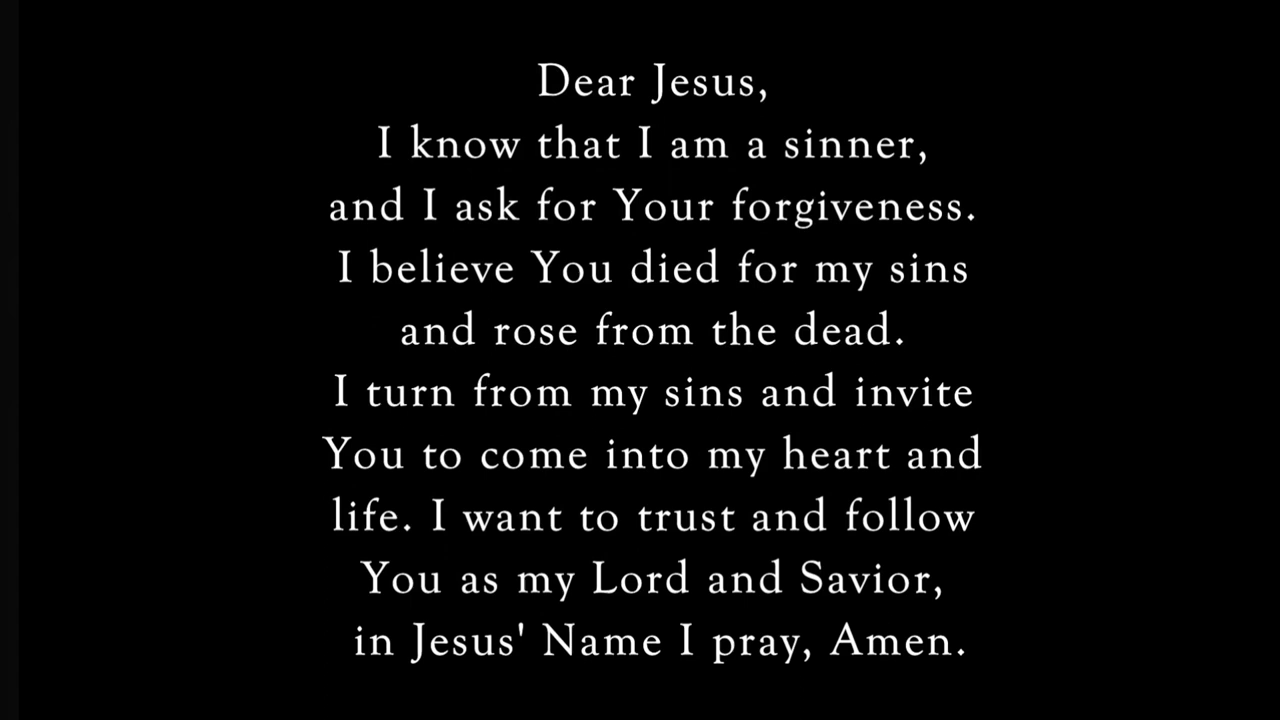 Dear Jesus,
I know that I am a sinner,
and I ask for Your forgiveness.
I believe You died for my sins
and rose from the dead.
I turn from my sins and invite
You to come into my heart and
life. I want to trust and follow
You as my Lord and Savior,
in Jesus' Name I pray, Amen.